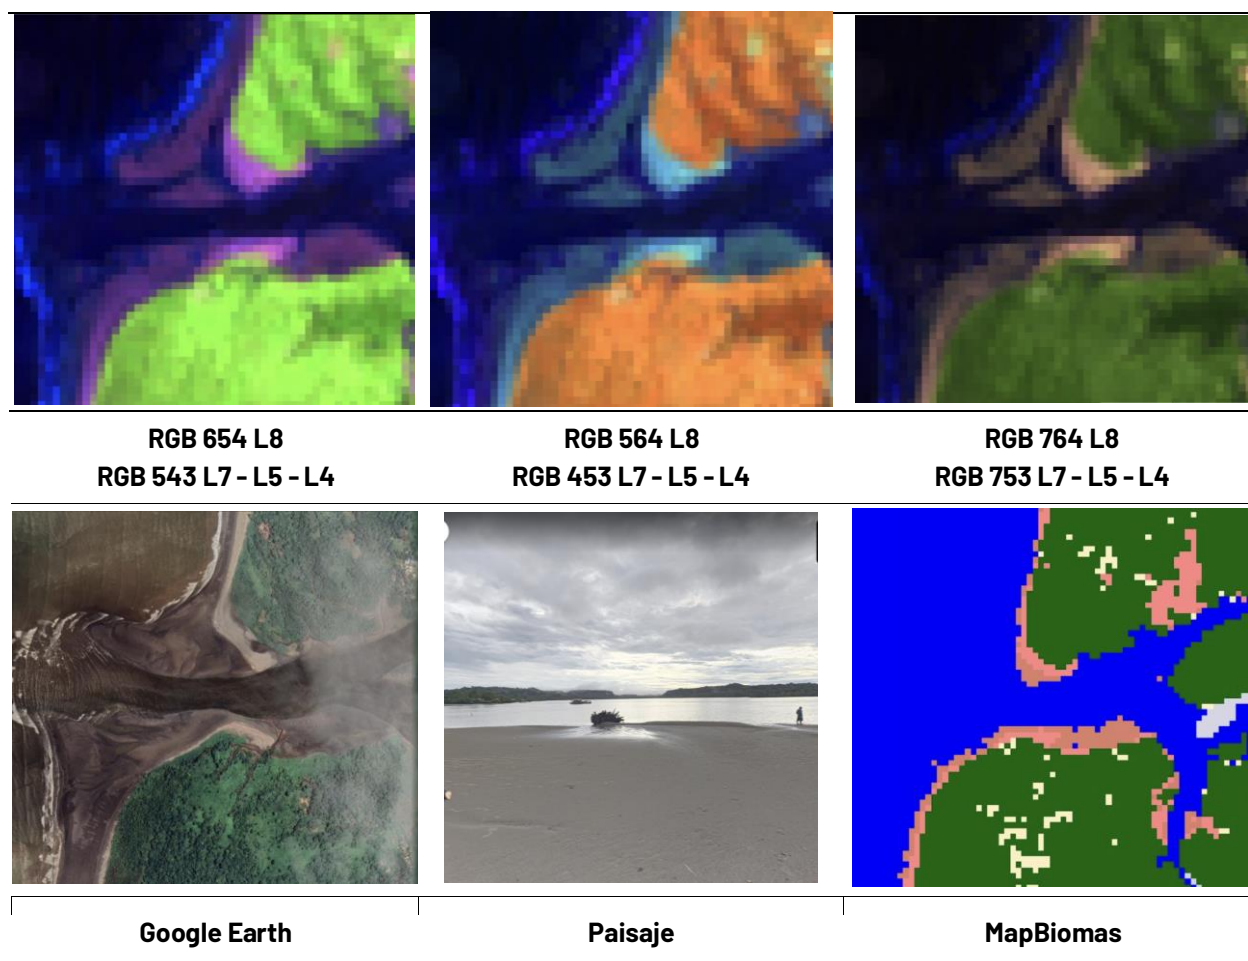 RGB 654 L8
RGB 564 L8
RGB 764 L8
RGB 543 L7 - L5 - L4
RGB 453 L7 - L5 - L4
RGB 753 L7 - L5 - L4
Google Earth
Paisaje
MapBiomas